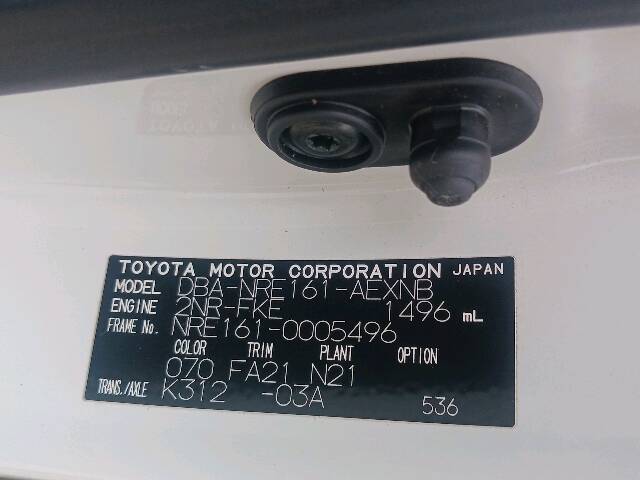 TOYOTA MOTOR CORPORATION JAPAN
MODEL DBA-NRE161-AEXNB
ENGINE 2NR-FKE 1496 mL
FRAME No. NRE161-0005496
COLOR TRIM PLANT OPTION
070 FA21 N21
TRANS./AXLE K312 -03A
536